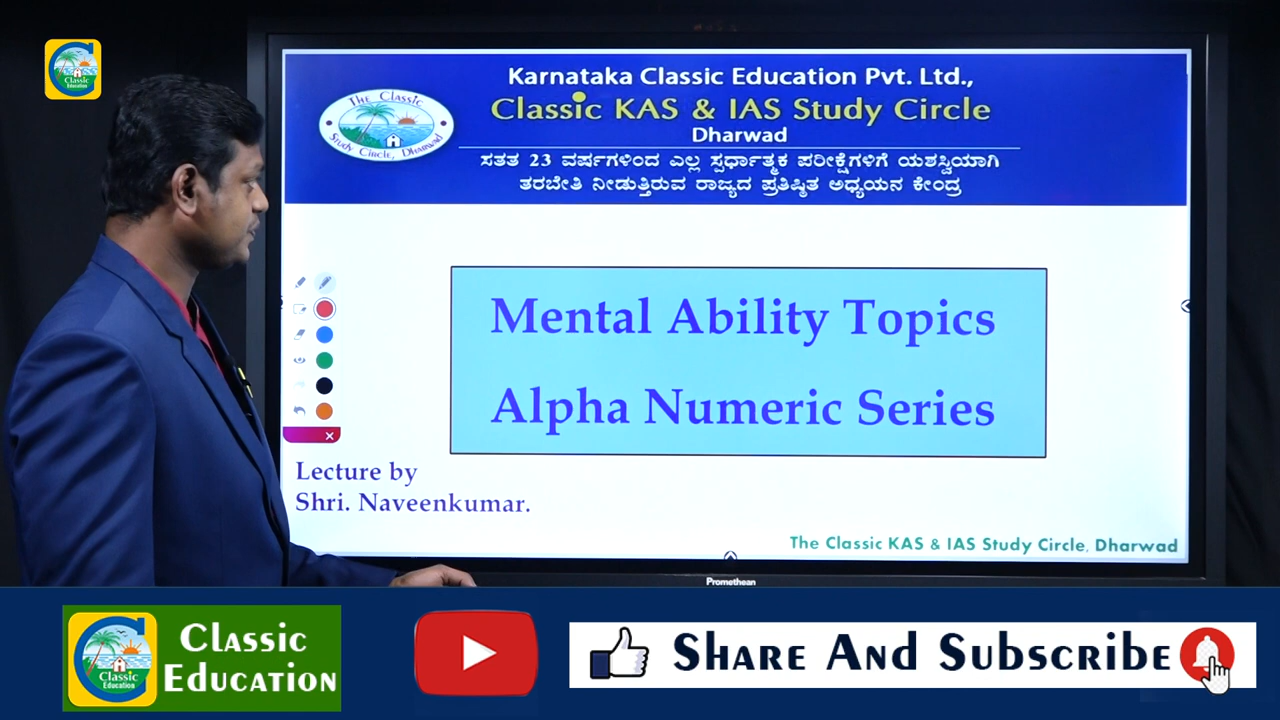 Classic
Education
Karnataka Classic Education Pvt. Ltd.,
The Classic
Study Circle, Dharwad
Classic KAS & IAS Study Circle
Dharwad
ಸತತ 23 ವರ್ಷಗಳಿಂದ ಎಲ್ಲ ಸ್ಪರ್ಧಾತ್ಮಕ ಪರೀಕ್ಷೆಗಳಿಗೆ ಯಶಸ್ವಿಯಾಗಿ
ತರಬೇತಿ ನೀಡುತ್ತಿರುವ ರಾಜ್ಯದ ಪ್ರತಿಷ್ಠಿತ ಅಧ್ಯಯನ ಕೇಂದ್ರ
Mental Ability Topics
Alpha Numeric Series
Lecture by
Shri. Naveenkumar.
The Classic KAS & IAS Study Circle, Dharwad
Promethean
Classic
Education
Classic
Education
Share And Subscribe